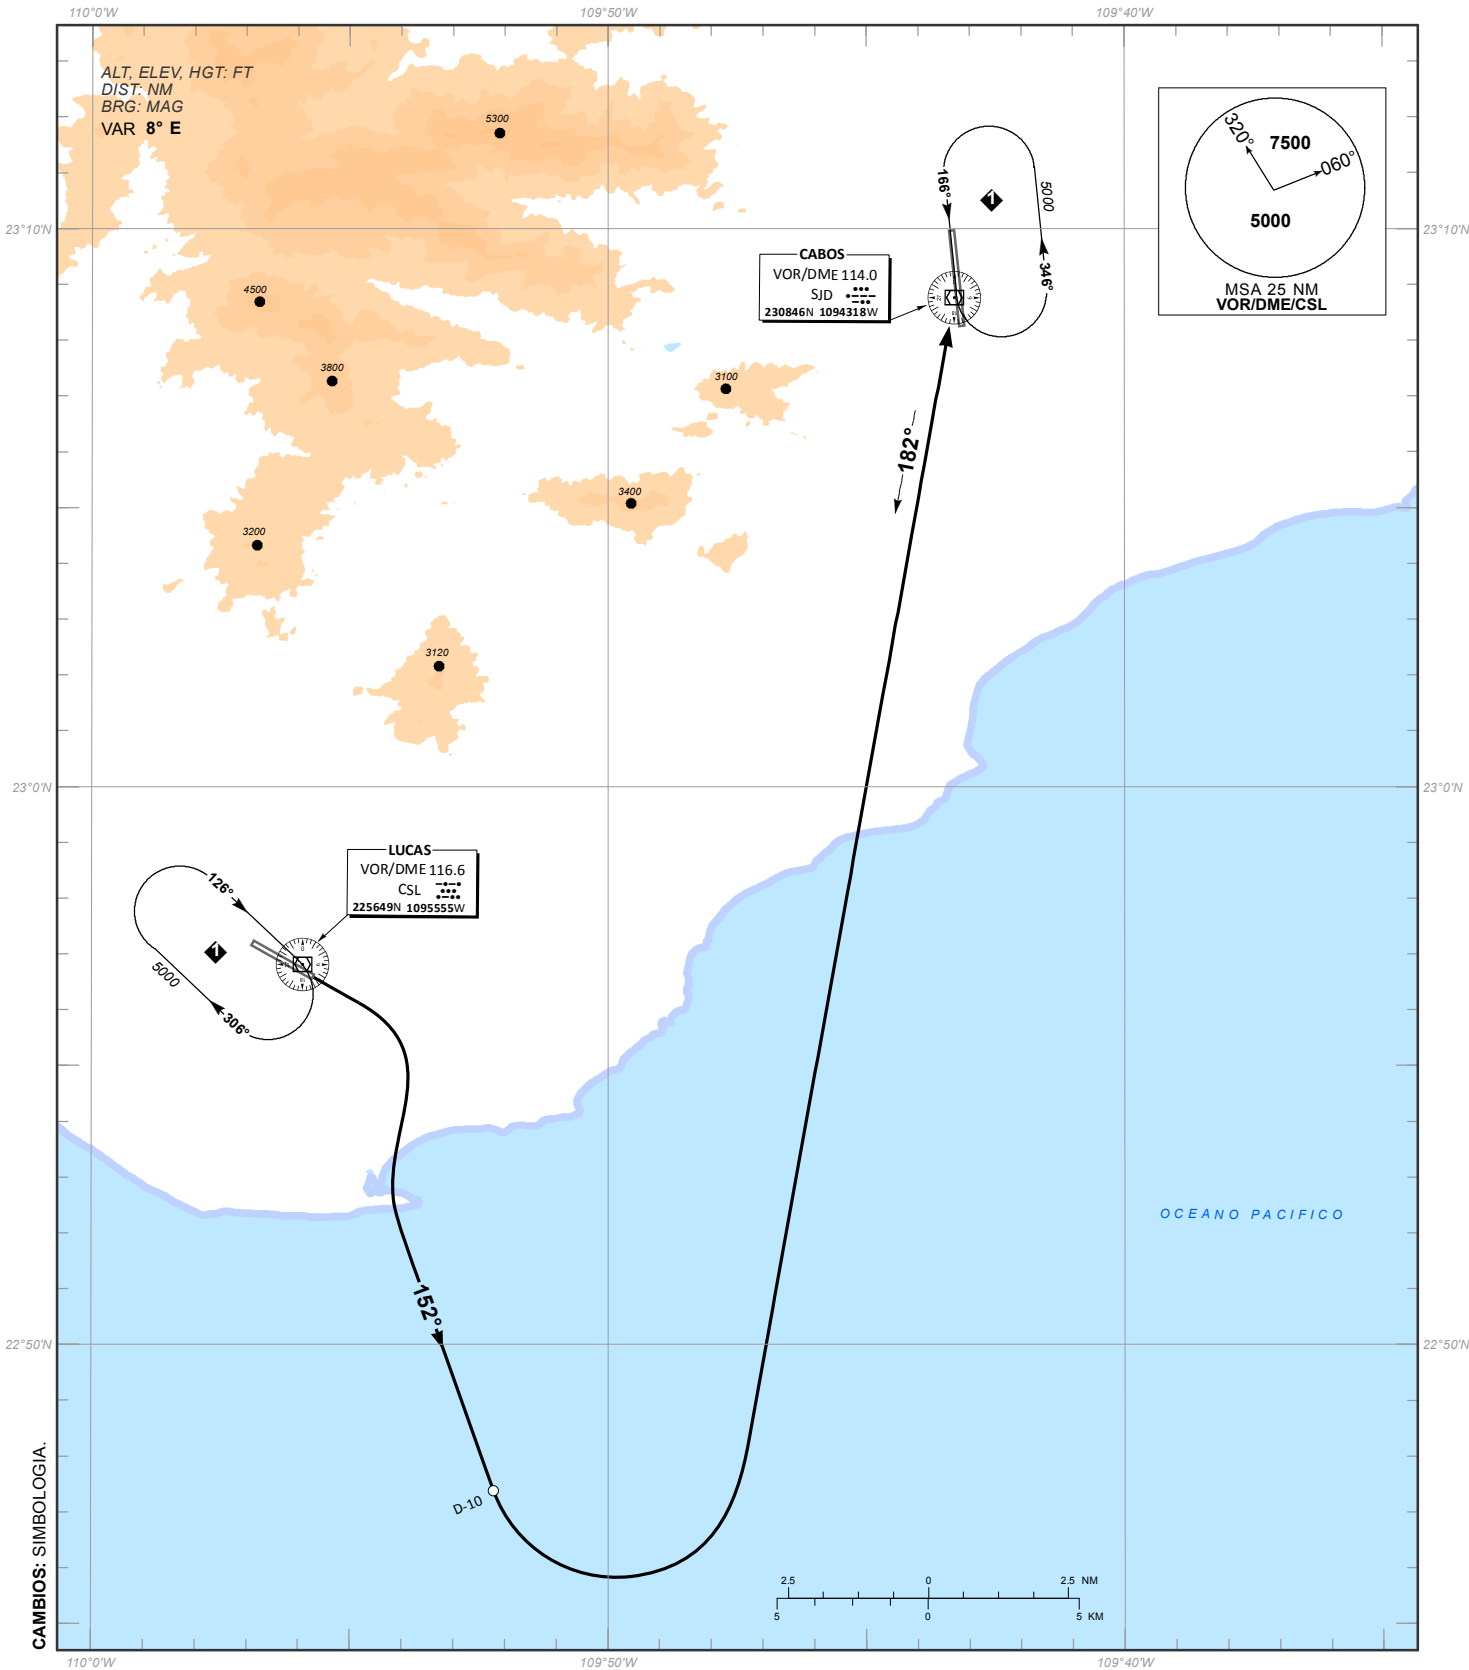 110°0'W
109°50'W
109°40'W
ALT, ELEV, HGT: FT
DIST: NM
BRG: MAG
VAR 8° E
5300
320°
7500
060°
5000
MSA 25 NM
VOR/DME/CSL
166°
1
5000
346°
23°10'N
23°10'N
CABOS
VOR/DME 114.0
SJD
230846N 1094318W
4500
3800
3100
182°
3400
3200
3120
23°0'N
23°0'N
LUCAS
VOR/DME 116.6
CSL
225649N 1095555W
126°
1
5000
306°
OCEANO PACIFICO
152°
22°50'N
22°50'N
D-10
CAMBIOS: SIMBOLOGIA.
2.5 0 2.5 NM
5 0 5 KM
110°0'W
109°50'W
109°40'W